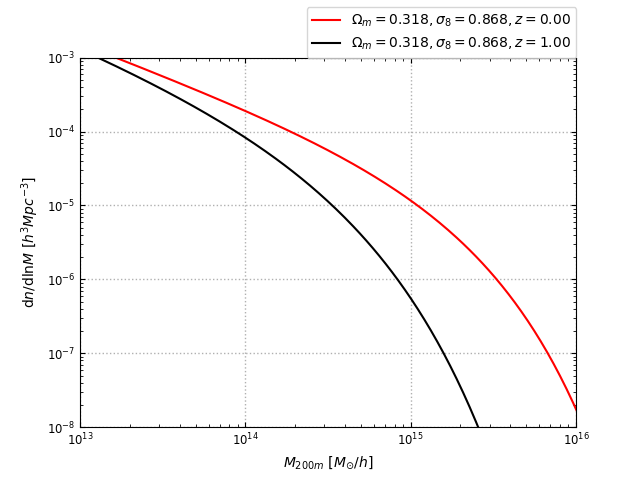 Ωm = 0.318, σ8 = 0.868, z = 0.00
Ωm = 0.318, σ8 = 0.868, z = 1.00
10^−3
10^−4
10^−5
10^−6
10^−7
10^−8
dn/dlnM [h^3Mpc^−3]
10^13 10^14 10^15 10^16
M200m [M⊙/h]